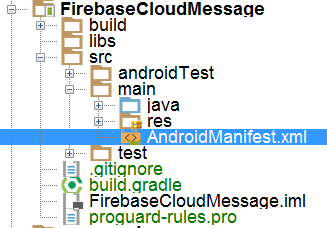 FirebaseCloudMessage
build
libs
src
androidTest
main
java
res
AndroidManifest.xml
test
.gitignore
build.gradle
FirebaseCloudMessage.iml
proguard-rules.pro